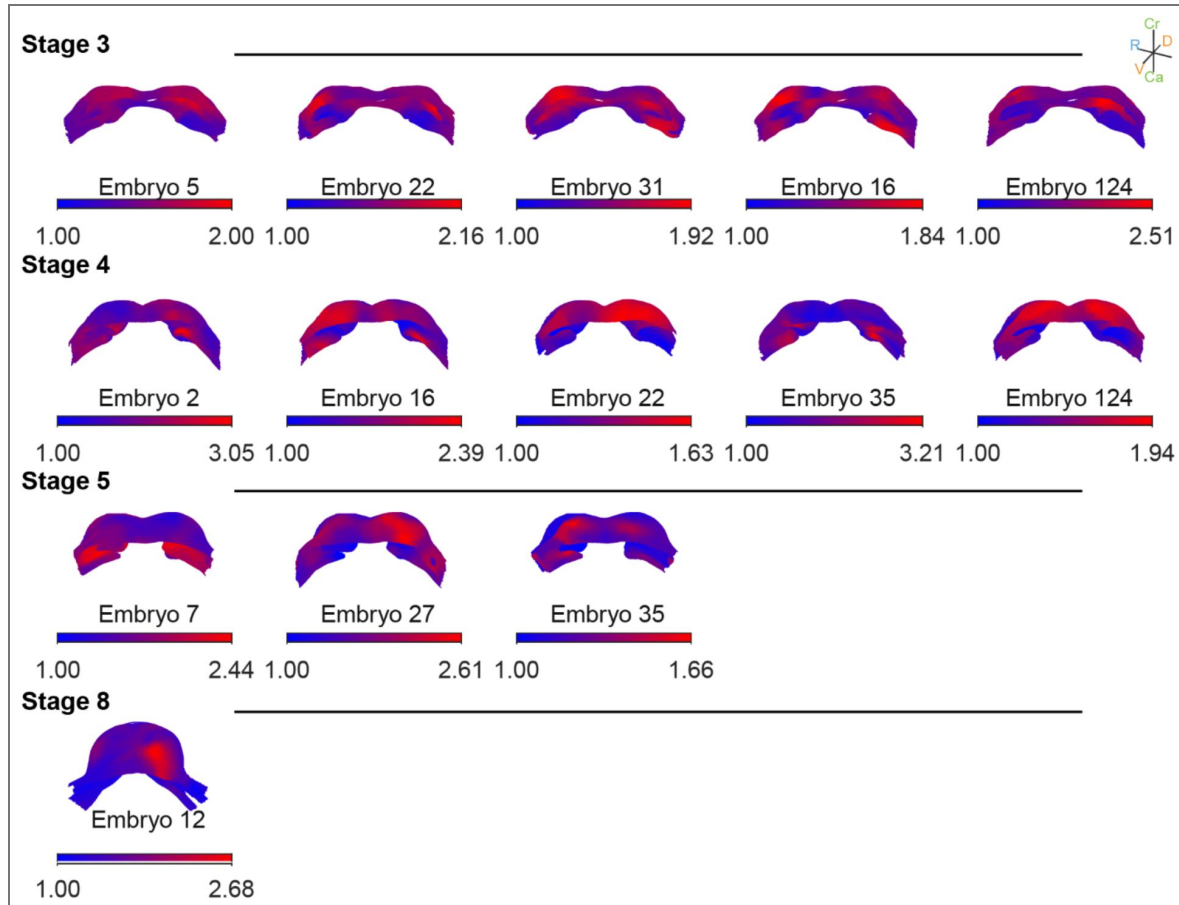 Stage 3
Cr
R D
V
Ca
Embryo 5 Embryo 22 Embryo 31 Embryo 16 Embryo 124
1.00 2.00 1.00 2.16 1.00 1.92 1.00 1.84 1.00 2.51
Stage 4
Embryo 2 Embryo 16 Embryo 22 Embryo 35 Embryo 124
1.00 3.05 1.00 2.39 1.00 1.63 1.00 3.21 1.00 1.94
Stage 5
Embryo 7 Embryo 27 Embryo 35
1.00 2.44 1.00 2.61 1.00 1.66
Stage 8
Embryo 12
1.00 2.68